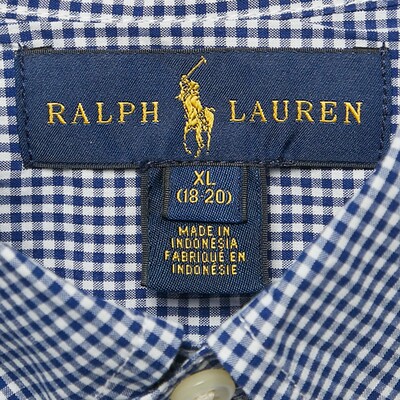 RALPH LAUREN
XL
(18-20)
MADE IN
INDONESIA
FABRIQUÉ EN
INDONÉSIE